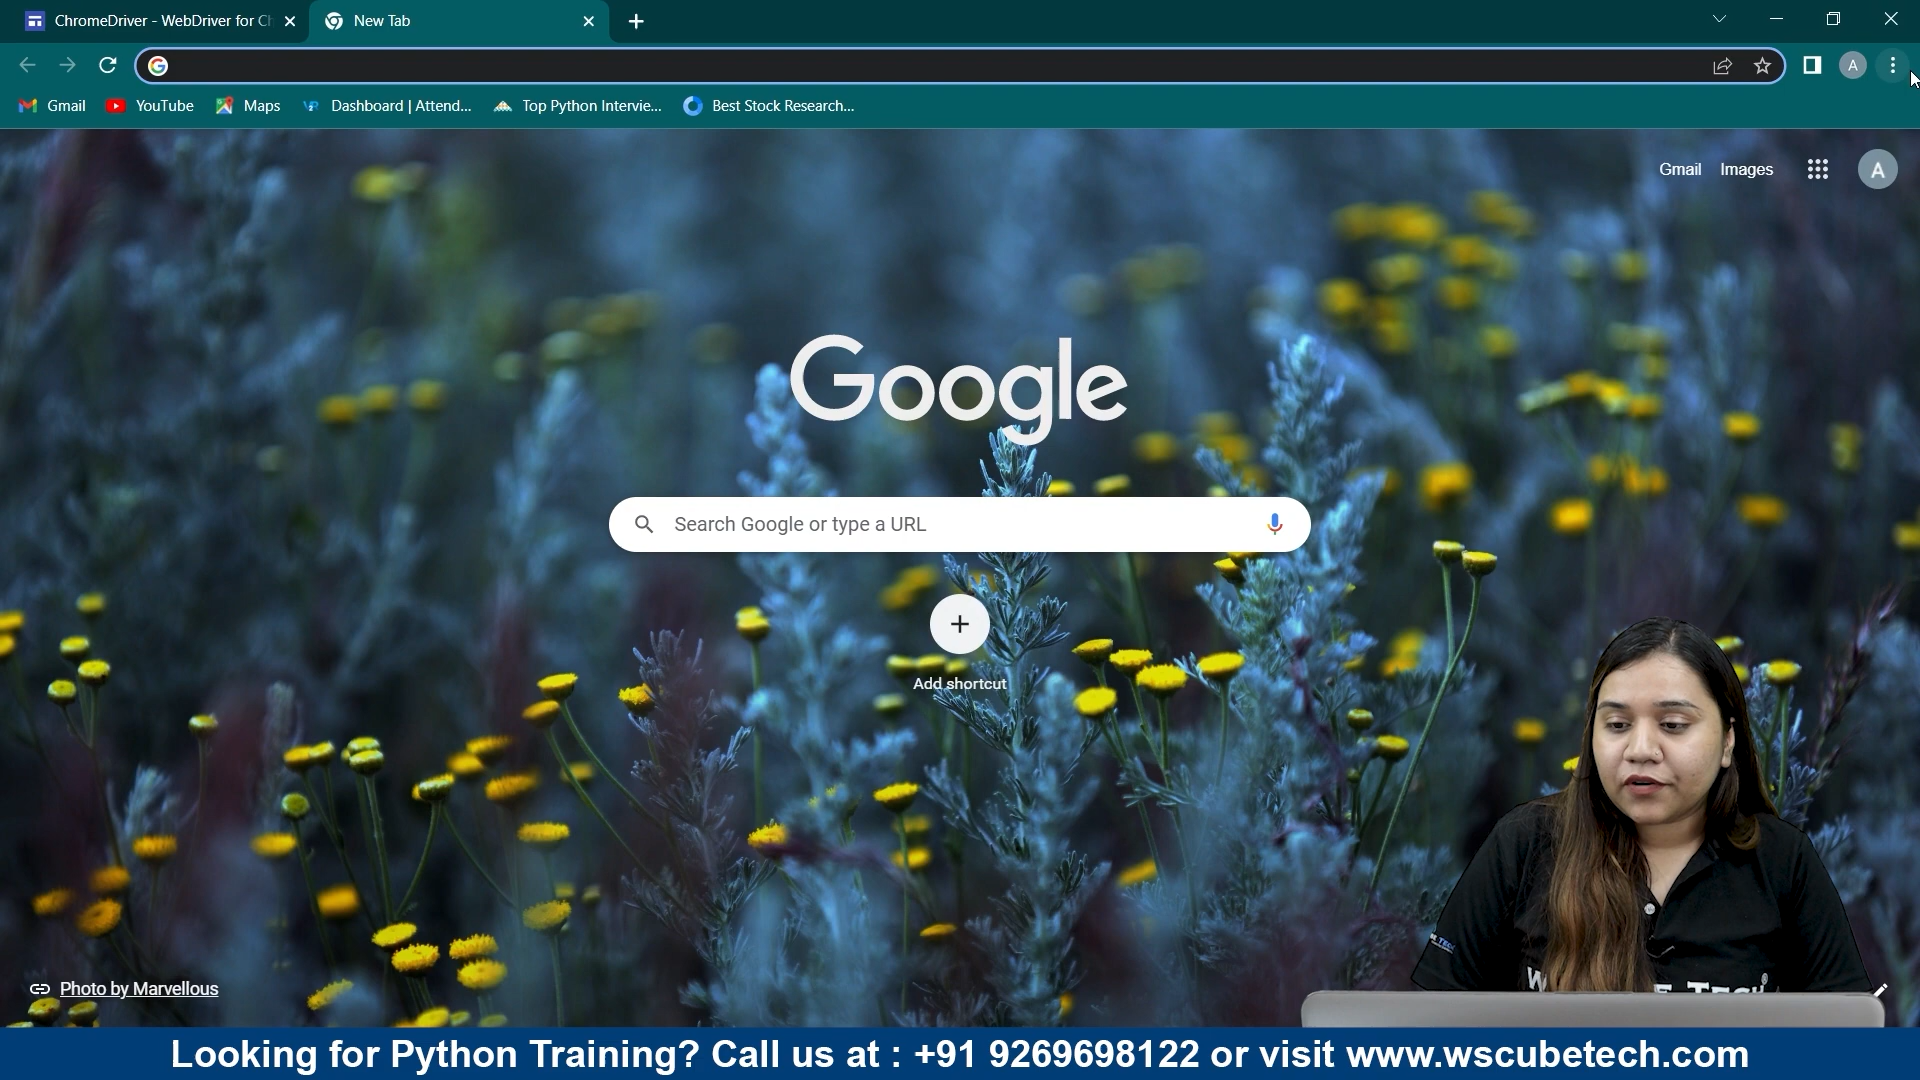 ChromeDriver - WebDriver for Ch
New Tab
A
Gmail
YouTube
Maps
Dashboard | Attend...
Top Python Intervie...
Best Stock Research...
Gmail
Images
A
Google
Search Google or type a URL
Add shortcut
Photo by Marvellous
Looking for Python Training? Call us at : +91 9269698122 or visit www.wscubetech.com